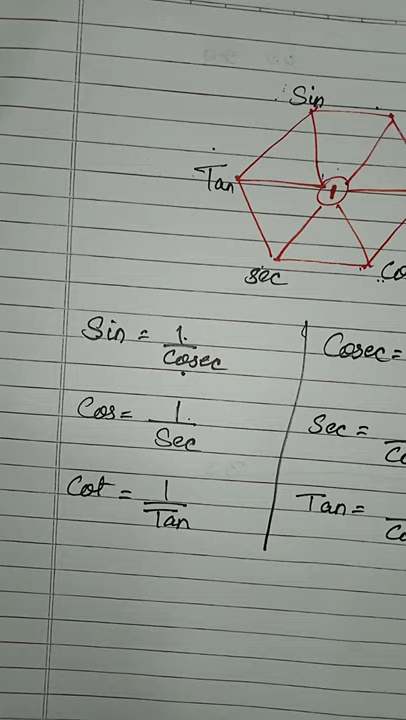 Sin
Tan
1
Sec
Sin = 1/Cosec
Cos = 1/Sec
Cot = 1/Tan
Cosec =
Sec =
Tan =